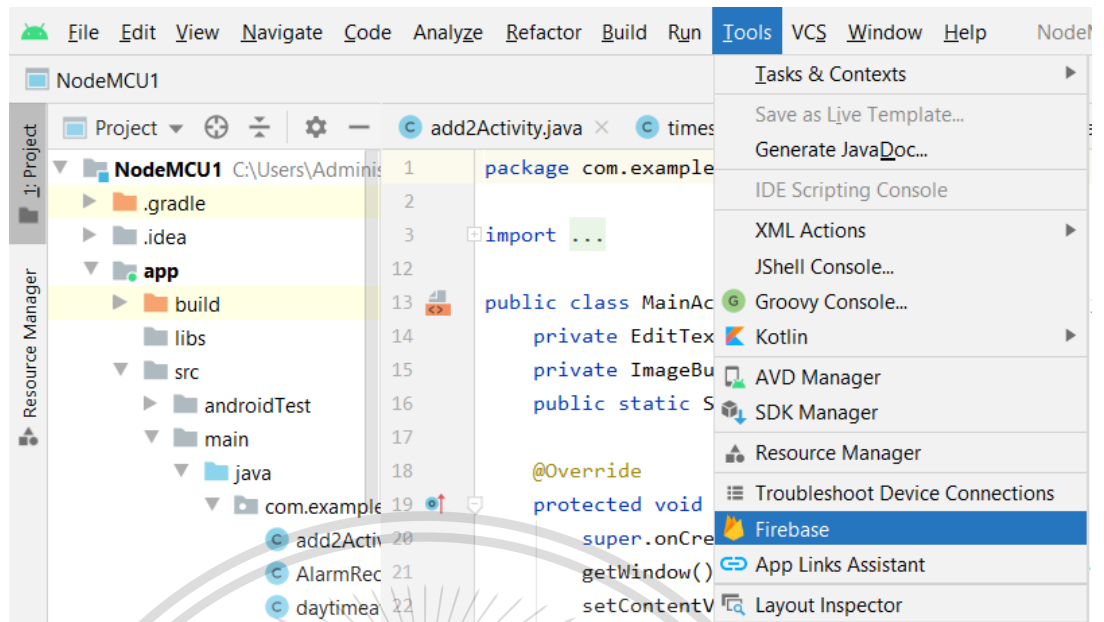 File Edit View Navigate Code Analyze Refactor Build Run Tools VCS Window Help
NodeMCU1
1: Project
Resource Manager
Project
NodeMCU1 C:\Users\Adminis
.gradle
.idea
app
build
libs
src
androidTest
main
java
com.example
add2Activ
AlarmRec
daytimea
add2Activity.java
times
1 package com.example
2
3 import ...
12
13 public class MainAc
14 private EditTex
15 private ImageBu
16 public static S
17
18 @Override
19 protected void
20 super.onCre
21 getWindow()
22 setContentV
Tasks & Contexts
Save as Live Template...
Generate JavaDoc...
IDE Scripting Console
XML Actions
JShell Console...
G Groovy Console...
Kotlin
AVD Manager
SDK Manager
Resource Manager
Troubleshoot Device Connections
Firebase
App Links Assistant
Layout Inspector